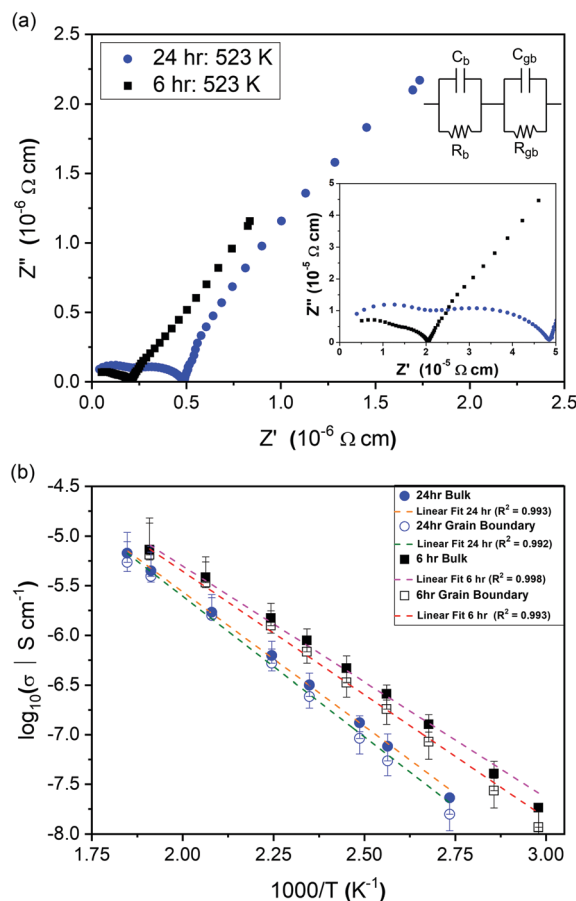 (a)
2.5
2.0
1.5
1.0
0.5
0.0
Z'' (10⁻⁶ Ω cm)
24 hr: 523 K
6 hr: 523 K
C_b
C_gb
R_b
R_gb
5
4
3
2
1
0
Z'' (10⁻⁵ Ω cm)
0 1 2 3 4 5
Z' (10⁻⁵ Ω cm)
0.0 0.5 1.0 1.5 2.0 2.5
Z' (10⁻⁶ Ω cm)
(b)
-4.5
-5.0
-5.5
-6.0
-6.5
-7.0
-7.5
-8.0
log₁₀(σ | S cm⁻¹)
24hr Bulk
Linear Fit 24 hr (R² = 0.993)
24hr Grain Boundary
Linear Fit 24 hr (R² = 0.992)
6 hr Bulk
Linear Fit 6 hr (R² = 0.998)
6hr Grain Boundary
Linear Fit 6 hr (R² = 0.993)
1.75 2.00 2.25 2.50 2.75 3.00
1000/T (K⁻¹)